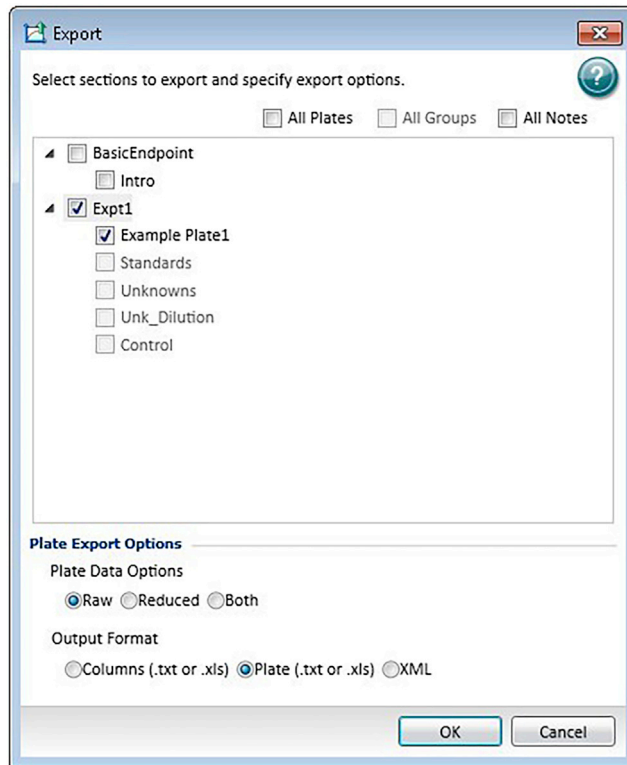 Export
Select sections to export and specify export options.
?
All Plates All Groups All Notes
BasicEndpoint
Intro
Expt1
Example Plate1
Standards
Unknowns
Unk_Dilution
Control
Plate Export Options
Plate Data Options
Raw Reduced Both
Output Format
Columns (.txt or .xls) Plate (.txt or .xls) XML
OK Cancel